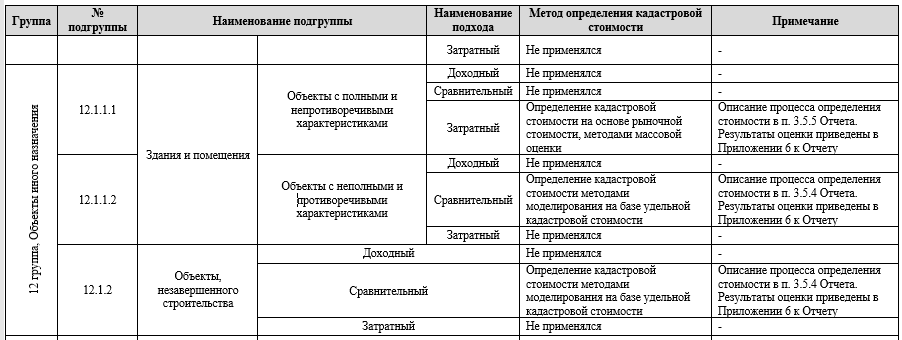 Группа
№
подгруппы
Наименование подгруппы
Наименование
подхода
Метод определения кадастровой
стоимости
Примечание
Затратный
Не применялся
-
12 группа, Объекты иного назначения
12.1.1.1
Здания и помещения
Объекты с полными и
непротиворечивыми
характеристиками
Доходный
Не применялся
-
Сравнительный
Не применялся
-
Затратный
Определение кадастровой
стоимости на основе рыночной
стоимости, методами массовой
оценки
Описание процесса определения
стоимости в п. 3.5.5 Отчета.
Результаты оценки приведены в
Приложении 6 к Отчету
12.1.1.2
Объекты с неполными и
противоречивыми
характеристиками
Доходный
Не применялся
-
Сравнительный
Определение кадастровой
стоимости методами
моделирования на базе удельной
кадастровой стоимости
Описание процесса определения
стоимости в п. 3.5.4 Отчета.
Результаты оценки приведены в
Приложении 6 к Отчету
Затратный
Не применялся
-
12.1.2
Объекты,
незавершенного
строительства
Доходный
Не применялся
-
Сравнительный
Определение кадастровой
стоимости методами
моделирования на базе удельной
кадастровой стоимости
Описание процесса определения
стоимости в п. 3.5.4 Отчета.
Результаты оценки приведены в
Приложении 6 к Отчету
Затратный
Не применялся
-